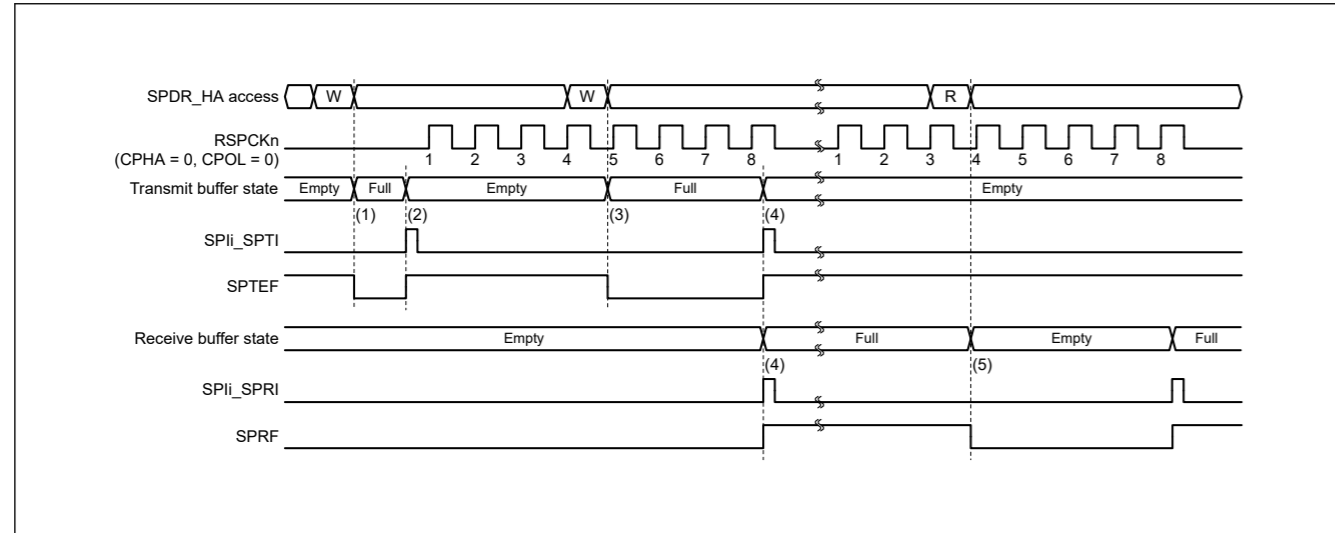 SPDR_HA access W W R
RSPCKn
(CPHA = 0, CPOL = 0)
1 2 3 4 5 6 7 8 1 2 3 4 5 6 7 8
Transmit buffer state Empty Full Empty Full Empty
(1) (2) (3) (4)
SPIi_SPTI
SPTEF
Receive buffer state Empty Full Empty Full
(4) (5)
SPIi_SPRI
SPRF